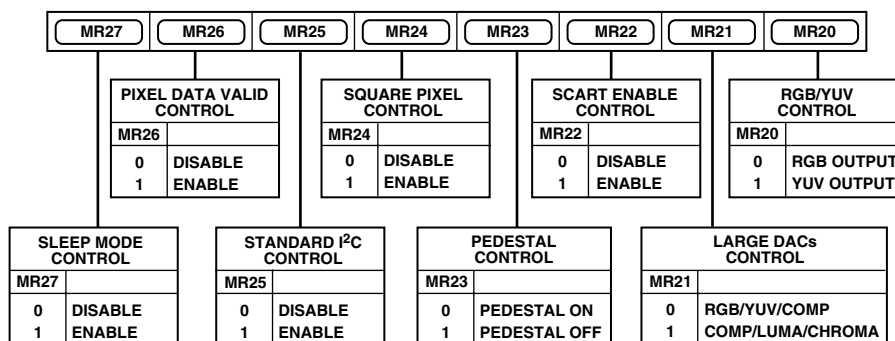 MR27 MR26 MR25 MR24 MR23 MR22 MR21 MR20
PIXEL DATA VALID
CONTROL
MR26
0 DISABLE
1 ENABLE
SQUARE PIXEL
CONTROL
MR24
0 DISABLE
1 ENABLE
SCART ENABLE
CONTROL
MR22
0 DISABLE
1 ENABLE
RGB/YUV
CONTROL
MR20
0 RGB OUTPUT
1 YUV OUTPUT
SLEEP MODE
CONTROL
MR27
0 DISABLE
1 ENABLE
STANDARD I²C
CONTROL
MR25
0 DISABLE
1 ENABLE
PEDESTAL
CONTROL
MR23
0 PEDESTAL ON
1 PEDESTAL OFF
LARGE DACs
CONTROL
MR21
0 RGB/YUV/COMP
1 COMP/LUMA/CHROMA